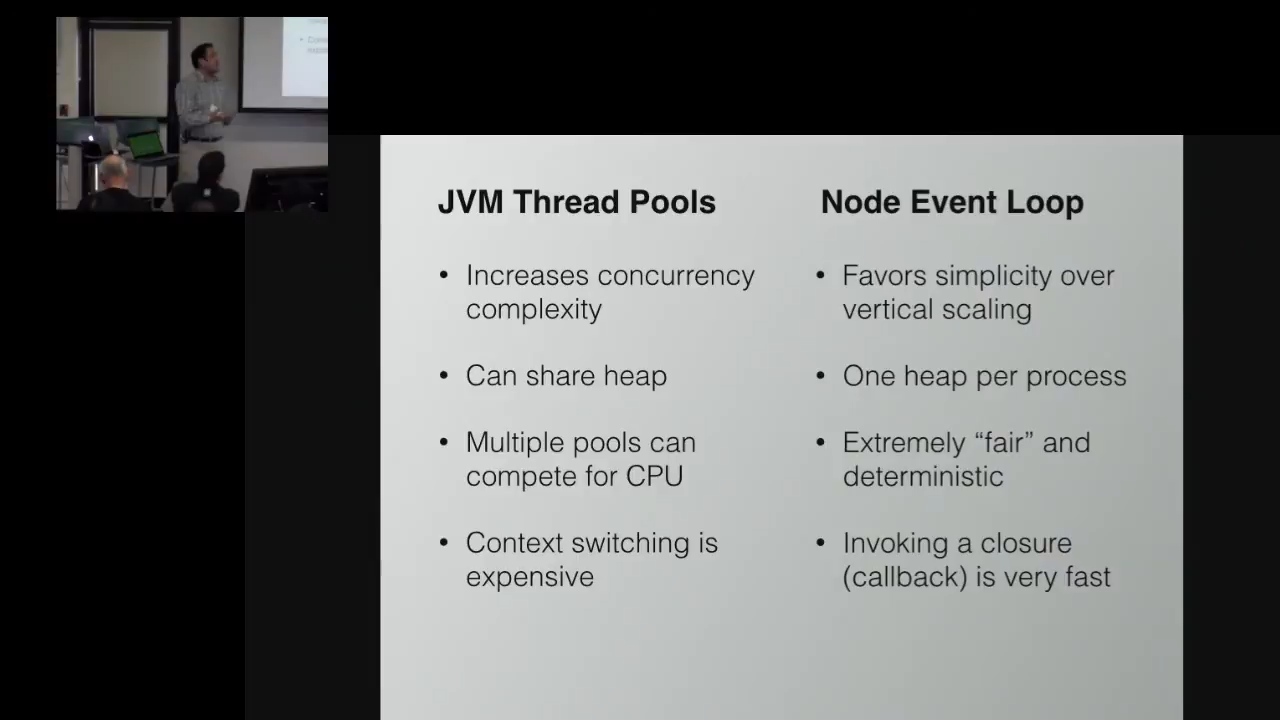 JVM Thread Pools
• Increases concurrency
complexity
• Can share heap
• Multiple pools can
compete for CPU
• Context switching is
expensive
Node Event Loop
• Favors simplicity over
vertical scaling
• One heap per process
• Extremely “fair” and
deterministic
• Invoking a closure
(callback) is very fast